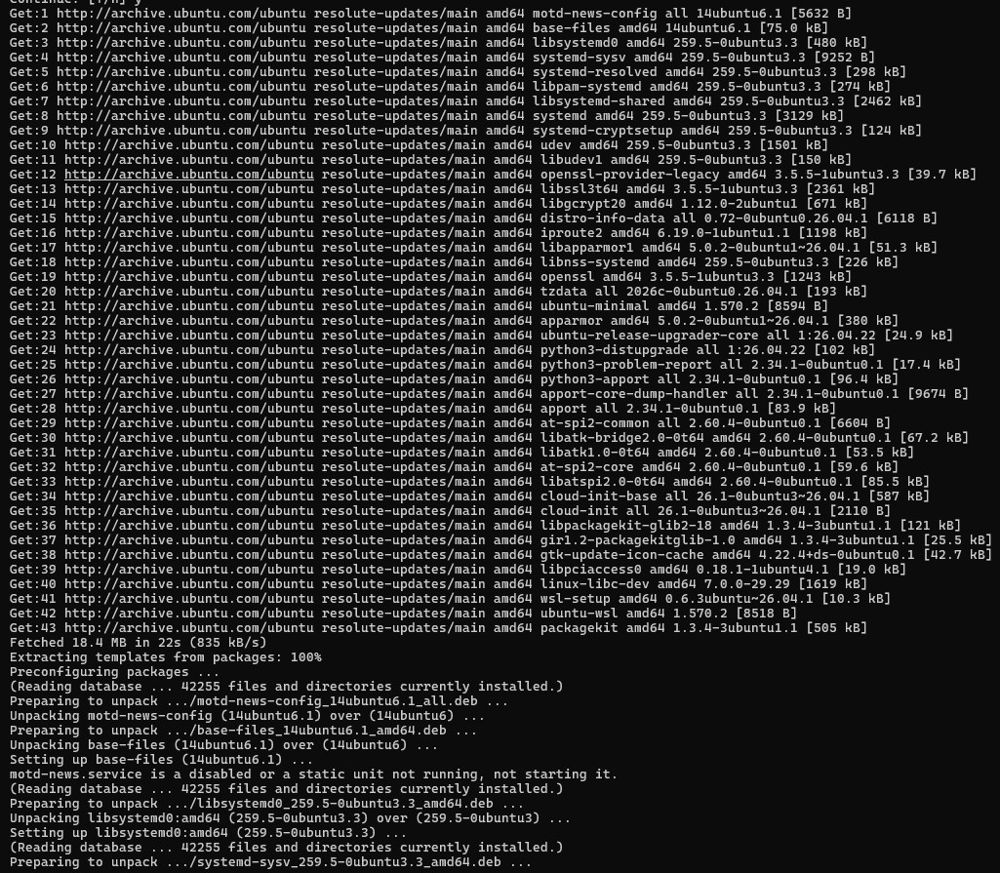 Continue? [Y/n] y
Get:1 http://archive.ubuntu.com/ubuntu resolute-updates/main amd64 motd-news-config all 14ubuntu6.1 [5632 B]
Get:2 http://archive.ubuntu.com/ubuntu resolute-updates/main amd64 base-files amd64 14ubuntu6.1 [75.0 kB]
Get:3 http://archive.ubuntu.com/ubuntu resolute-updates/main amd64 libsystemd0 amd64 259.5-0ubuntu3.3 [480 kB]
Get:4 http://archive.ubuntu.com/ubuntu resolute-updates/main amd64 systemd-sysv amd64 259.5-0ubuntu3.3 [9252 B]
Get:5 http://archive.ubuntu.com/ubuntu resolute-updates/main amd64 systemd-resolved amd64 259.5-0ubuntu3.3 [298 kB]
Get:6 http://archive.ubuntu.com/ubuntu resolute-updates/main amd64 libpam-systemd amd64 259.5-0ubuntu3.3 [274 kB]
Get:7 http://archive.ubuntu.com/ubuntu resolute-updates/main amd64 libsystemd-shared amd64 259.5-0ubuntu3.3 [2462 kB]
Get:8 http://archive.ubuntu.com/ubuntu resolute-updates/main amd64 systemd amd64 259.5-0ubuntu3.3 [3129 kB]
Get:9 http://archive.ubuntu.com/ubuntu resolute-updates/main amd64 systemd-cryptsetup amd64 259.5-0ubuntu3.3 [124 kB]
Get:10 http://archive.ubuntu.com/ubuntu resolute-updates/main amd64 udev amd64 259.5-0ubuntu3.3 [1501 kB]
Get:11 http://archive.ubuntu.com/ubuntu resolute-updates/main amd64 libudev1 amd64 259.5-0ubuntu3.3 [150 kB]
Get:12 http://archive.ubuntu.com/ubuntu resolute-updates/main amd64 openssl-provider-legacy amd64 3.5.5-1ubuntu3.3 [39.7 kB]
Get:13 http://archive.ubuntu.com/ubuntu resolute-updates/main amd64 libssl3t64 amd64 3.5.5-1ubuntu3.3 [2361 kB]
Get:14 http://archive.ubuntu.com/ubuntu resolute-updates/main amd64 libgcrypt20 amd64 1.12.0-2ubuntu1 [671 kB]
Get:15 http://archive.ubuntu.com/ubuntu resolute-updates/main amd64 distro-info-data all 0.72-0ubuntu0.26.04.1 [6118 B]
Get:16 http://archive.ubuntu.com/ubuntu resolute-updates/main amd64 iproute2 amd64 6.19.0-1ubuntu1.1 [1198 kB]
Get:17 http://archive.ubuntu.com/ubuntu resolute-updates/main amd64 libapparmor1 amd64 5.0.2-0ubuntu1~26.04.1 [51.3 kB]
Get:18 http://archive.ubuntu.com/ubuntu resolute-updates/main amd64 libnss-systemd amd64 259.5-0ubuntu3.3 [226 kB]
Get:19 http://archive.ubuntu.com/ubuntu resolute-updates/main amd64 openssl amd64 3.5.5-1ubuntu3.3 [1243 kB]
Get:20 http://archive.ubuntu.com/ubuntu resolute-updates/main amd64 tzdata all 2026c-0ubuntu0.26.04.1 [193 kB]
Get:21 http://archive.ubuntu.com/ubuntu resolute-updates/main amd64 ubuntu-minimal amd64 1.570.2 [8594 B]
Get:22 http://archive.ubuntu.com/ubuntu resolute-updates/main amd64 apparmor amd64 5.0.2-0ubuntu1~26.04.1 [380 kB]
Get:23 http://archive.ubuntu.com/ubuntu resolute-updates/main amd64 ubuntu-release-upgrader-core all 1:26.04.22 [24.9 kB]
Get:24 http://archive.ubuntu.com/ubuntu resolute-updates/main amd64 python3-distupgrade all 1:26.04.22 [102 kB]
Get:25 http://archive.ubuntu.com/ubuntu resolute-updates/main amd64 python3-problem-report all 2.34.1-0ubuntu0.1 [17.4 kB]
Get:26 http://archive.ubuntu.com/ubuntu resolute-updates/main amd64 python3-apport all 2.34.1-0ubuntu0.1 [96.4 kB]
Get:27 http://archive.ubuntu.com/ubuntu resolute-updates/main amd64 apport-core-dump-handler all 2.34.1-0ubuntu0.1 [9674 B]
Get:28 http://archive.ubuntu.com/ubuntu resolute-updates/main amd64 apport all 2.34.1-0ubuntu0.1 [83.9 kB]
Get:29 http://archive.ubuntu.com/ubuntu resolute-updates/main amd64 at-spi2-common all 2.60.4-0ubuntu0.1 [6604 B]
Get:30 http://archive.ubuntu.com/ubuntu resolute-updates/main amd64 libatk-bridge2.0-0t64 amd64 2.60.4-0ubuntu0.1 [67.2 kB]
Get:31 http://archive.ubuntu.com/ubuntu resolute-updates/main amd64 libatk1.0-0t64 amd64 2.60.4-0ubuntu0.1 [53.5 kB]
Get:32 http://archive.ubuntu.com/ubuntu resolute-updates/main amd64 at-spi2-core amd64 2.60.4-0ubuntu0.1 [59.6 kB]
Get:33 http://archive.ubuntu.com/ubuntu resolute-updates/main amd64 libatspi2.0-0t64 amd64 2.60.4-0ubuntu0.1 [85.5 kB]
Get:34 http://archive.ubuntu.com/ubuntu resolute-updates/main amd64 cloud-init-base all 26.1-0ubuntu3~26.04.1 [587 kB]
Get:35 http://archive.ubuntu.com/ubuntu resolute-updates/main amd64 cloud-init all 26.1-0ubuntu3~26.04.1 [2110 B]
Get:36 http://archive.ubuntu.com/ubuntu resolute-updates/main amd64 libpackagekit-glib2-18 amd64 1.3.4-3ubuntu1.1 [121 kB]
Get:37 http://archive.ubuntu.com/ubuntu resolute-updates/main amd64 gir1.2-packagekitglib-1.0 amd64 1.3.4-3ubuntu1.1 [25.5 kB]
Get:38 http://archive.ubuntu.com/ubuntu resolute-updates/main amd64 gtk-update-icon-cache amd64 4.22.4+ds-0ubuntu0.1 [42.7 kB]
Get:39 http://archive.ubuntu.com/ubuntu resolute-updates/main amd64 libpciaccess0 amd64 0.18.1-1ubuntu4.1 [19.0 kB]
Get:40 http://archive.ubuntu.com/ubuntu resolute-updates/main amd64 linux-libc-dev amd64 7.0.0-29.29 [1619 kB]
Get:41 http://archive.ubuntu.com/ubuntu resolute-updates/main amd64 wsl-setup amd64 0.6.3ubuntu~26.04.1 [10.3 kB]
Get:42 http://archive.ubuntu.com/ubuntu resolute-updates/main amd64 ubuntu-wsl amd64 1.570.2 [8518 B]
Get:43 http://archive.ubuntu.com/ubuntu resolute-updates/main amd64 packagekit amd64 1.3.4-3ubuntu1.1 [505 kB]
Fetched 18.4 MB in 22s (835 kB/s)
Extracting templates from packages: 100%
Preconfiguring packages ...
(Reading database ... 42255 files and directories currently installed.)
Preparing to unpack .../motd-news-config_14ubuntu6.1_all.deb ...
Unpacking motd-news-config (14ubuntu6.1) over (14ubuntu6) ...
Preparing to unpack .../base-files_14ubuntu6.1_amd64.deb ...
Unpacking base-files (14ubuntu6.1) over (14ubuntu6) ...
Setting up base-files (14ubuntu6.1) ...
motd-news.service is a disabled or a static unit not running, not starting it.
(Reading database ... 42255 files and directories currently installed.)
Preparing to unpack .../libsystemd0_259.5-0ubuntu3.3_amd64.deb ...
Unpacking libsystemd0:amd64 (259.5-0ubuntu3.3) over (259.5-0ubuntu3) ...
Setting up libsystemd0:amd64 (259.5-0ubuntu3.3) ...
(Reading database ... 42255 files and directories currently installed.)
Preparing to unpack .../systemd-sysv_259.5-0ubuntu3.3_amd64.deb ...